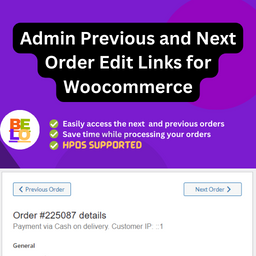 Admin Previous and Next
Order Edit Links for
Woocommerce
BE
LO
Easily access the next and previous orders
Save time while processing your orders
HPOS SUPPORTED
Previous Order
Next Order
Order #225087 details
Payment via Cash on delivery. Customer IP: ::1
General